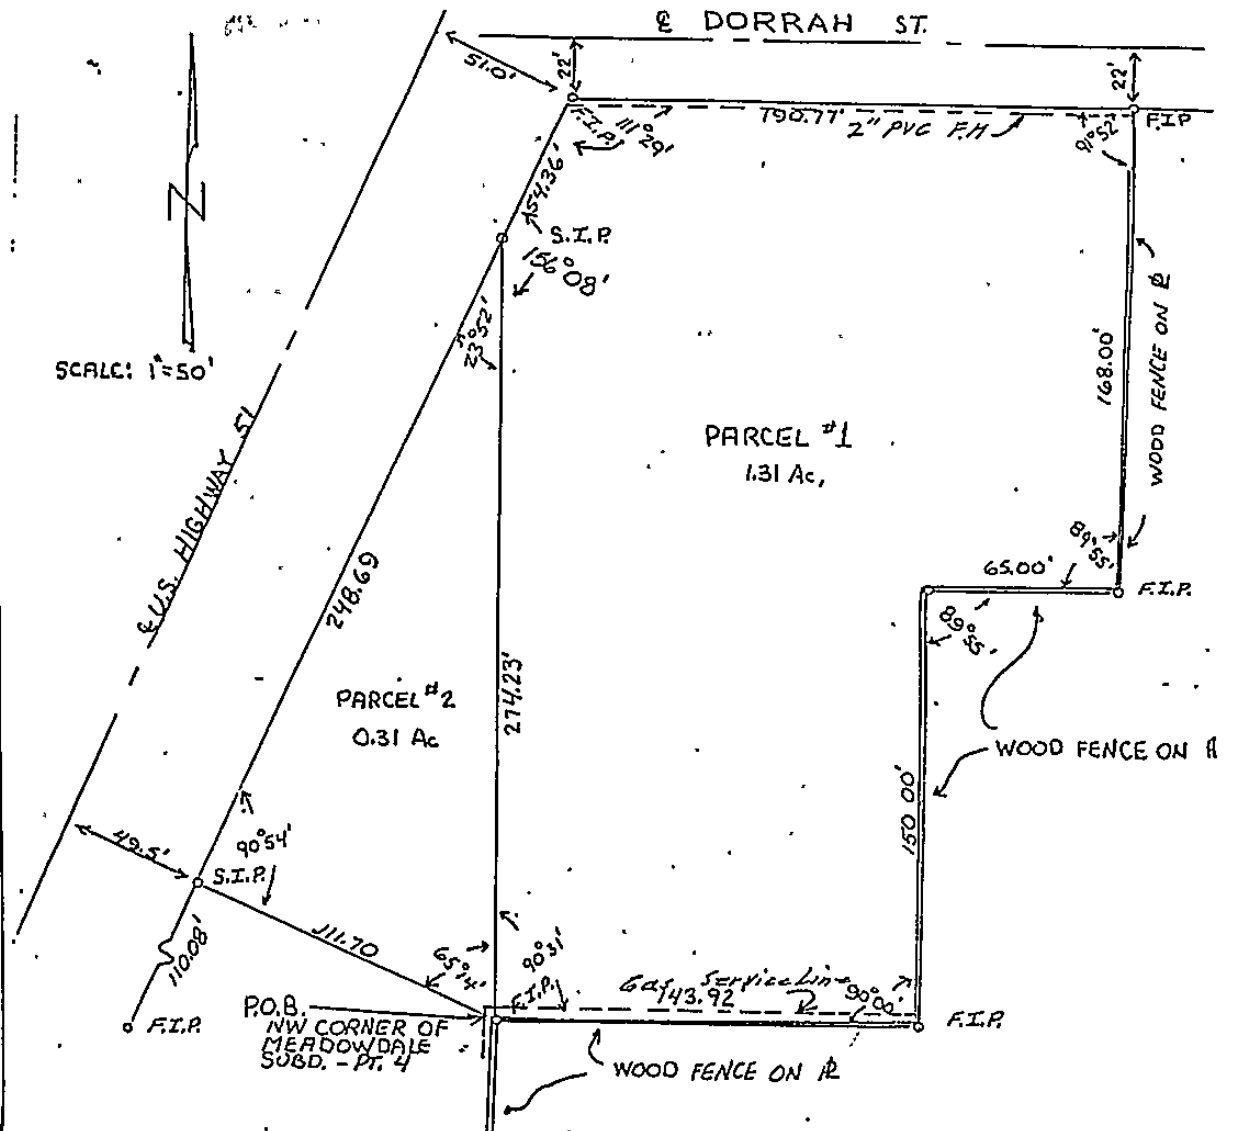 ℄ DORRAH ST.
51.0'
22'
22'
190.77'
2" PVC F.M
F.I.P.
111°29'
91°52'
F.I.P
154.36'
S.I.P.
156°08'
23°52'
SCALE: 1"=50'
168.00'
WOOD FENCE ON ℄
℄ U.S. HIGHWAY 51
PARCEL #1
1.31 Ac,
89°55'
65.00'
F.I.P.
89°55'
248.69
274.23'
PARCEL #2
0.31 Ac
WOOD FENCE ON
150.00'
49.5'
90°54'
S.I.P.
110.08'
111.70
65°14'
90°31'
F.I.P.
Gas Service Line
143.92
90°00'
F.I.P.
F.I.P.
P.O.B.
NW CORNER OF
MEADOWDALE
SUBD. - PT. 4
WOOD FENCE ON ℄